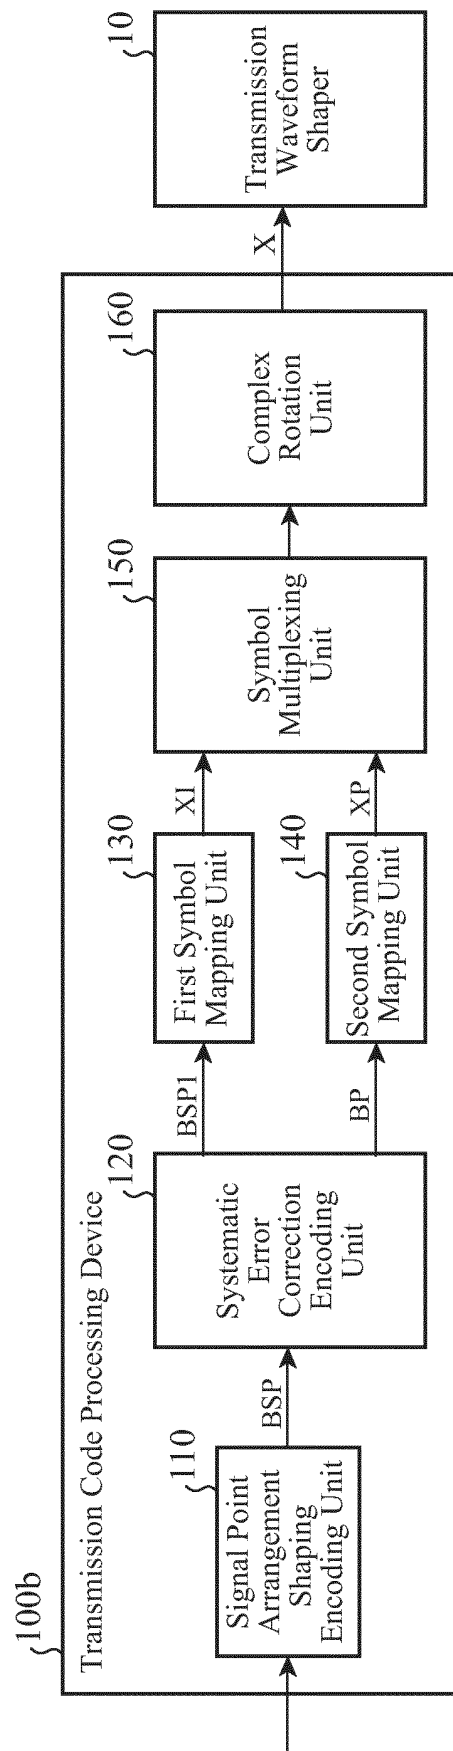 100b
Transmission Code Processing Device
110
Signal Point
Arrangement
Shaping
Encoding Unit
BSP
120
Systematic
Error
Correction
Encoding
Unit
BSP1
BP
130
First Symbol
Mapping Unit
140
Second Symbol
Mapping Unit
XI
XP
150
Symbol
Multiplexing
Unit
160
Complex
Rotation
Unit
X
10
Transmission
Waveform
Shaper